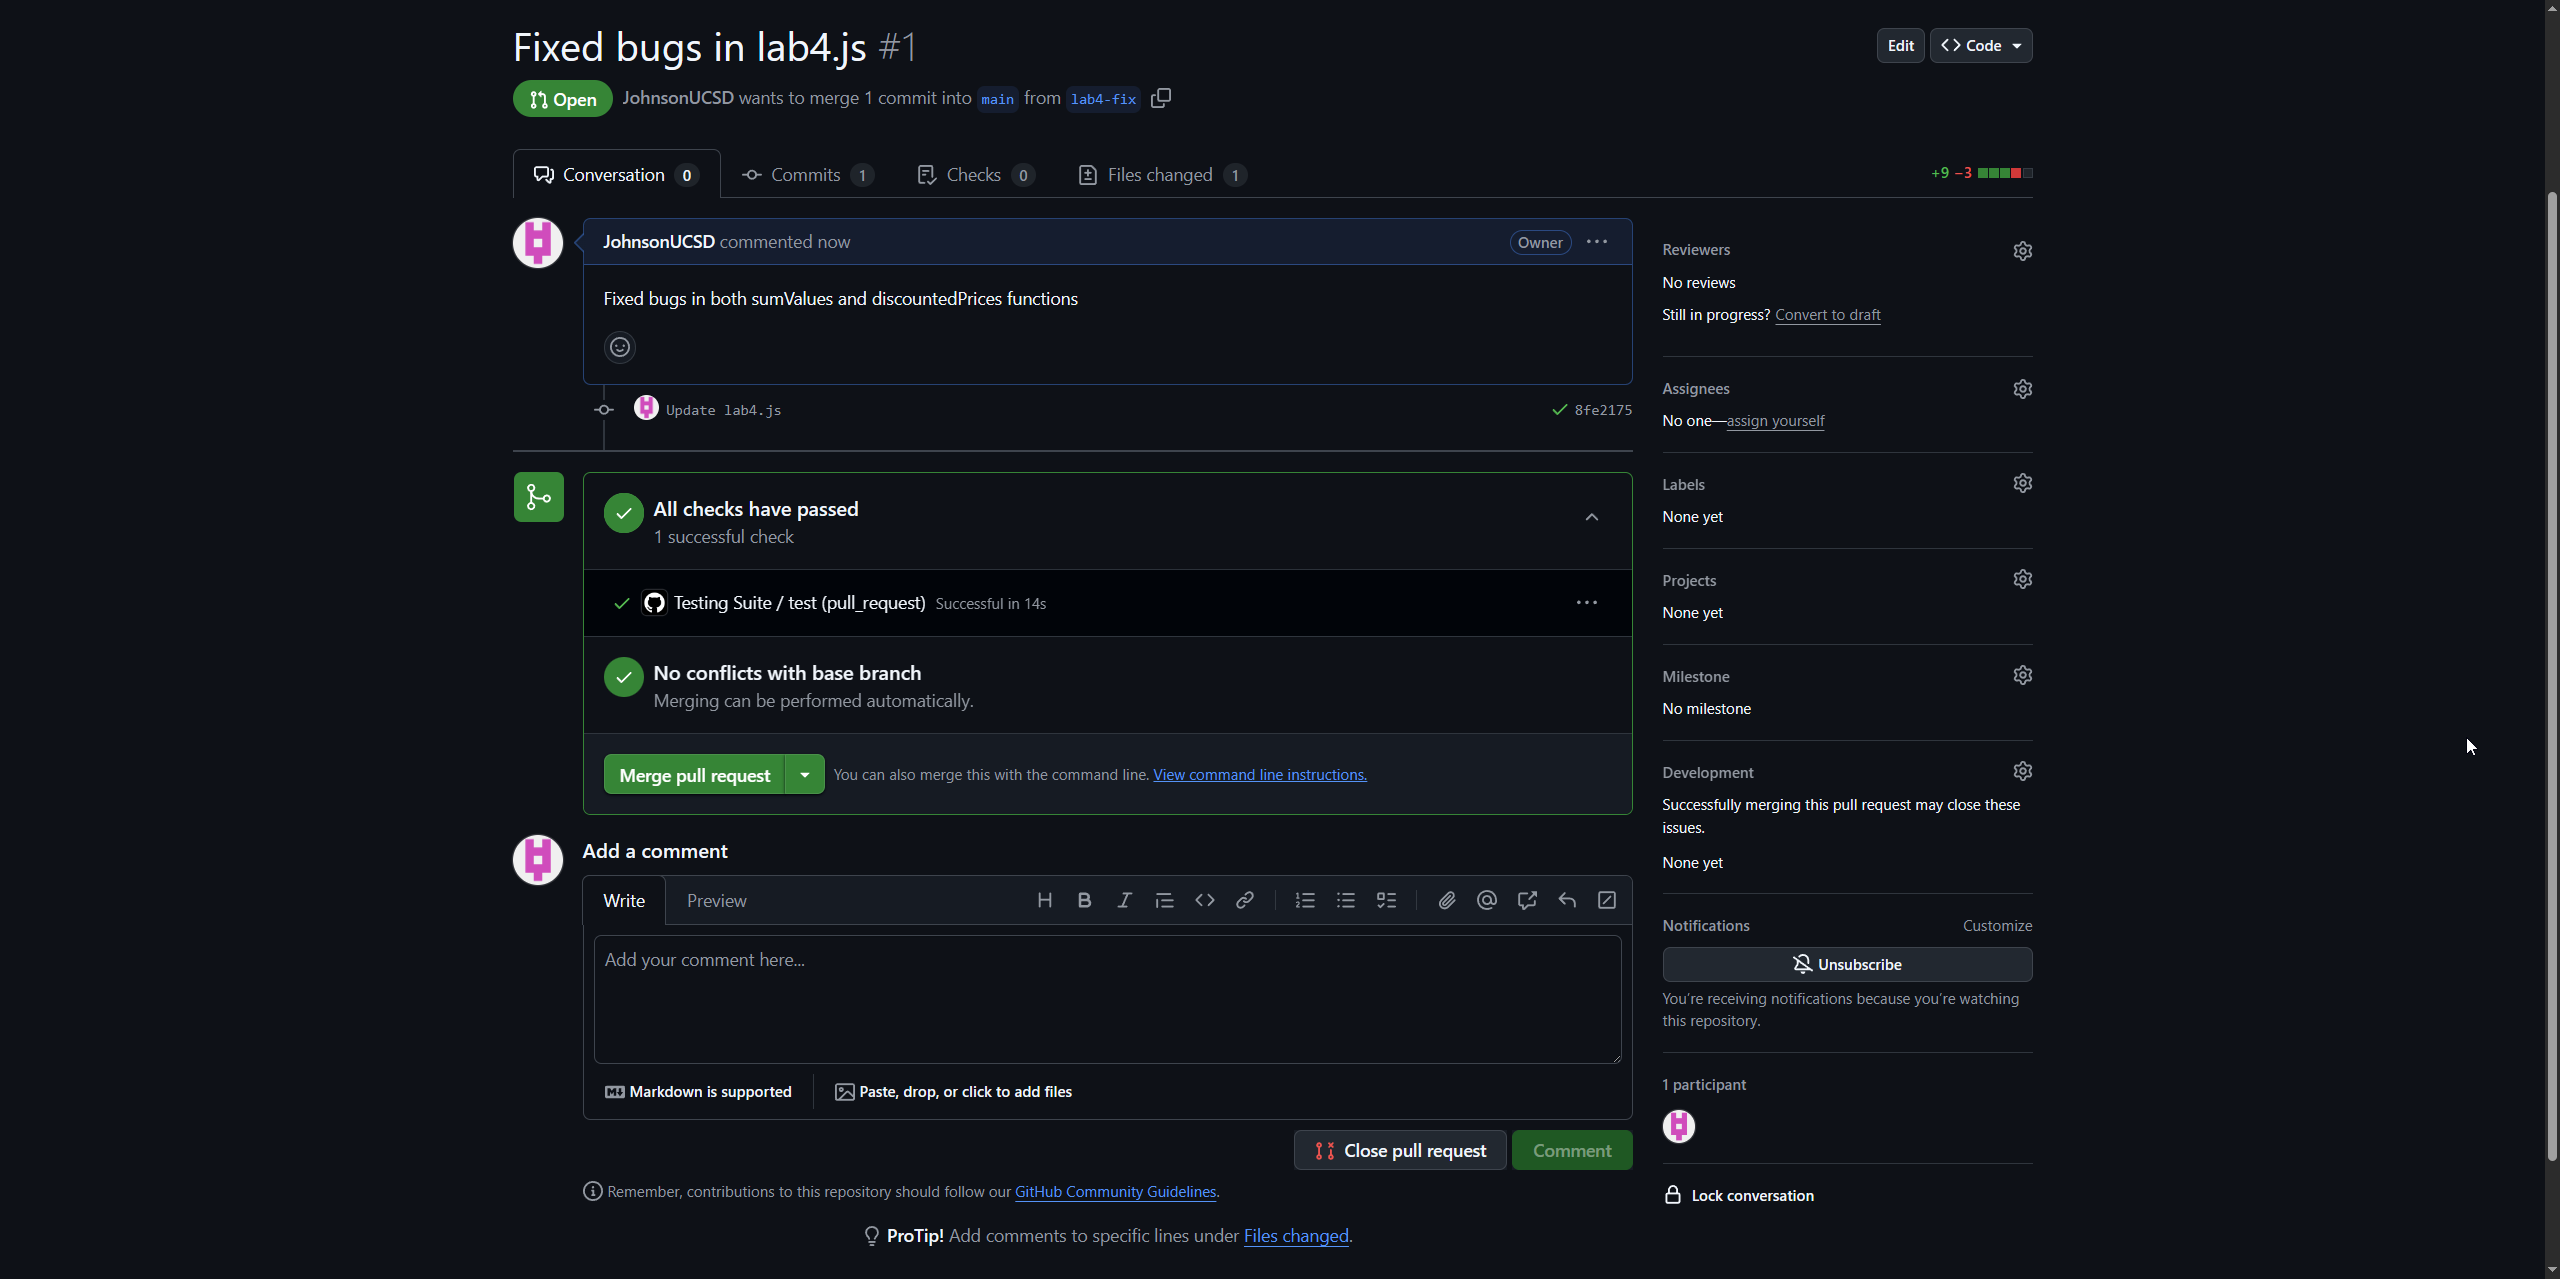 Fixed bugs in lab4.js #1
Edit
Code
Open
JohnsonUCSD wants to merge 1 commit into main from lab4-fix
Conversation 0
Commits 1
Checks 0
Files changed 1
+9 −3
JohnsonUCSD commented now
Owner
Fixed bugs in both sumValues and discountedPrices functions
Update lab4.js
8fe2175
All checks have passed
1 successful check
Testing Suite / test (pull_request) Successful in 14s
No conflicts with base branch
Merging can be performed automatically.
Merge pull request
You can also merge this with the command line. View command line instructions.
Add a comment
Write
Preview
Add your comment here...
Markdown is supported
Paste, drop, or click to add files
Close pull request
Comment
Remember, contributions to this repository should follow our GitHub Community Guidelines.
ProTip! Add comments to specific lines under Files changed.
Reviewers
No reviews
Still in progress? Convert to draft
Assignees
No one—assign yourself
Labels
None yet
Projects
None yet
Milestone
No milestone
Development
Successfully merging this pull request may close these
issues.
None yet
Notifications
Customize
Unsubscribe
You're receiving notifications because you're watching
this repository.
1 participant
Lock conversation